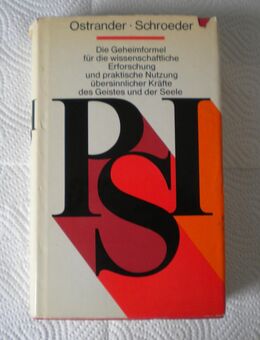 Ostrander · Schroeder
Die Geheimformel
für die wissenschaftliche
Erforschung
und praktische Nutzung
übersinnlicher Kräfte
des Geistes und der Seele
PSI